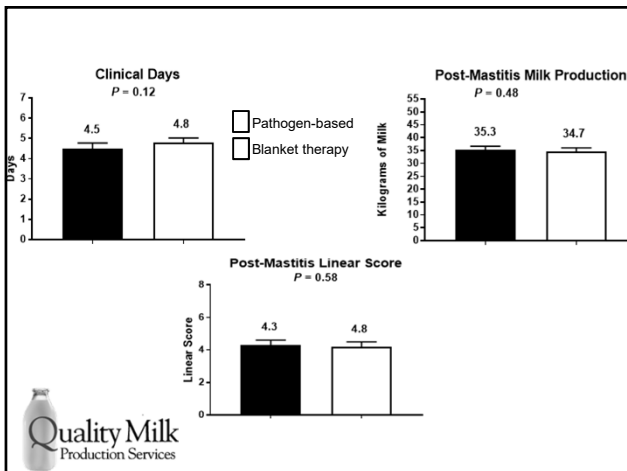 Clinical Days
P = 0.12
7
6
5
4
3
2
1
0
Days
4.5
4.8
Pathogen-based
Blanket therapy
Post-Mastitis Milk Production
P = 0.48
55
50
45
40
35
30
25
20
15
10
5
0
Kilograms of Milk
35.3
34.7
Post-Mastitis Linear Score
P = 0.58
8
6
4
2
0
Linear Score
4.3
4.8
Quality Milk
Production Services